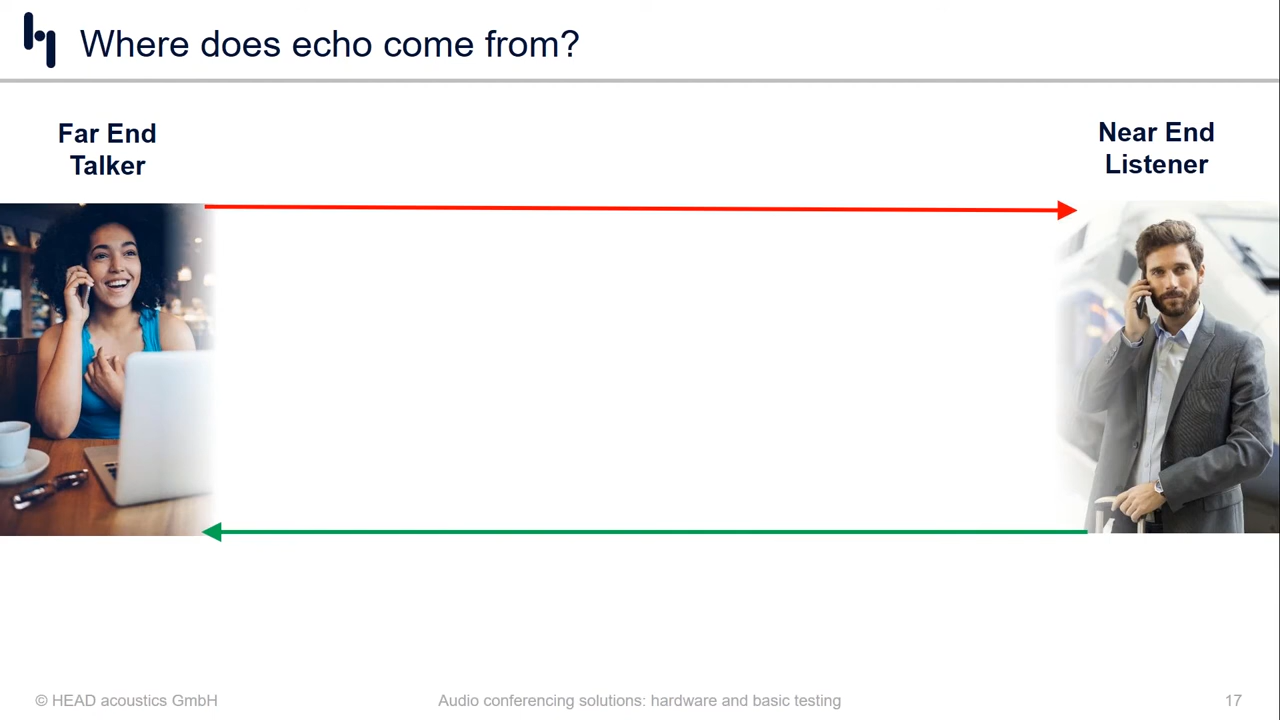 Where does echo come from?
Far End
Talker
Near End
Listener
© HEAD acoustics GmbH
Audio conferencing solutions: hardware and basic testing
17